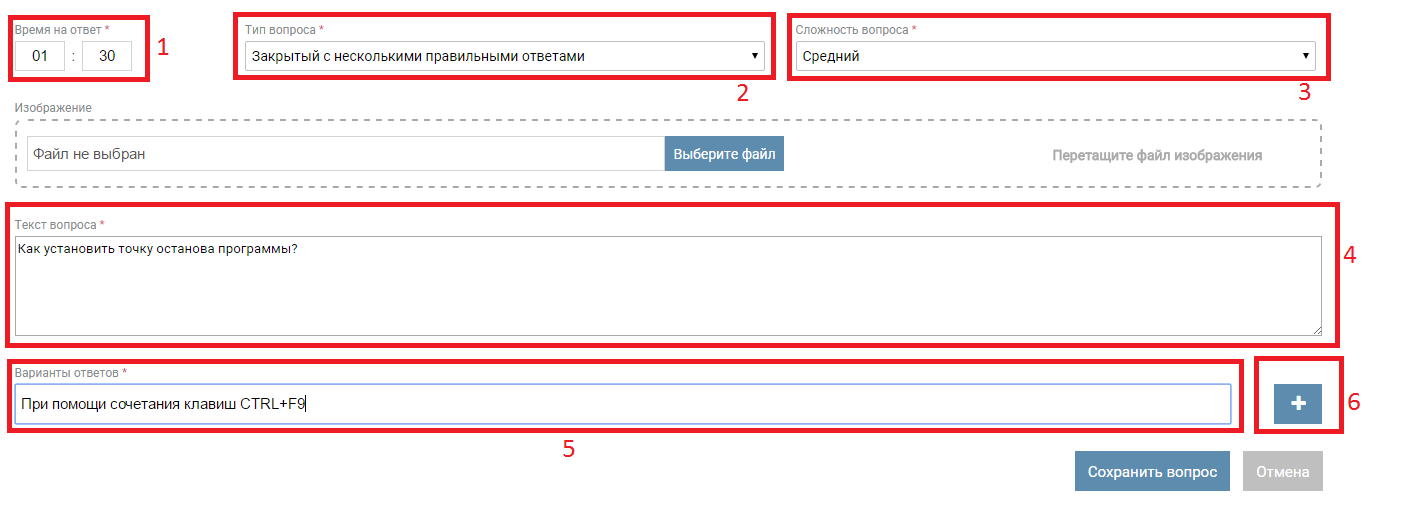 Время на ответ * Тип вопроса * Сложность вопроса *
01 : 30 1 Закрытый с несколькими правильными ответами Средний
2 3
Изображение
Файл не выбран Выберите файл Перетащите файл изображения
Текст вопроса *
Как установить точку останова программы?
4
Варианты ответов *
При помощи сочетания клавиш CTRL+F9 + 6
5
Сохранить вопрос Отмена